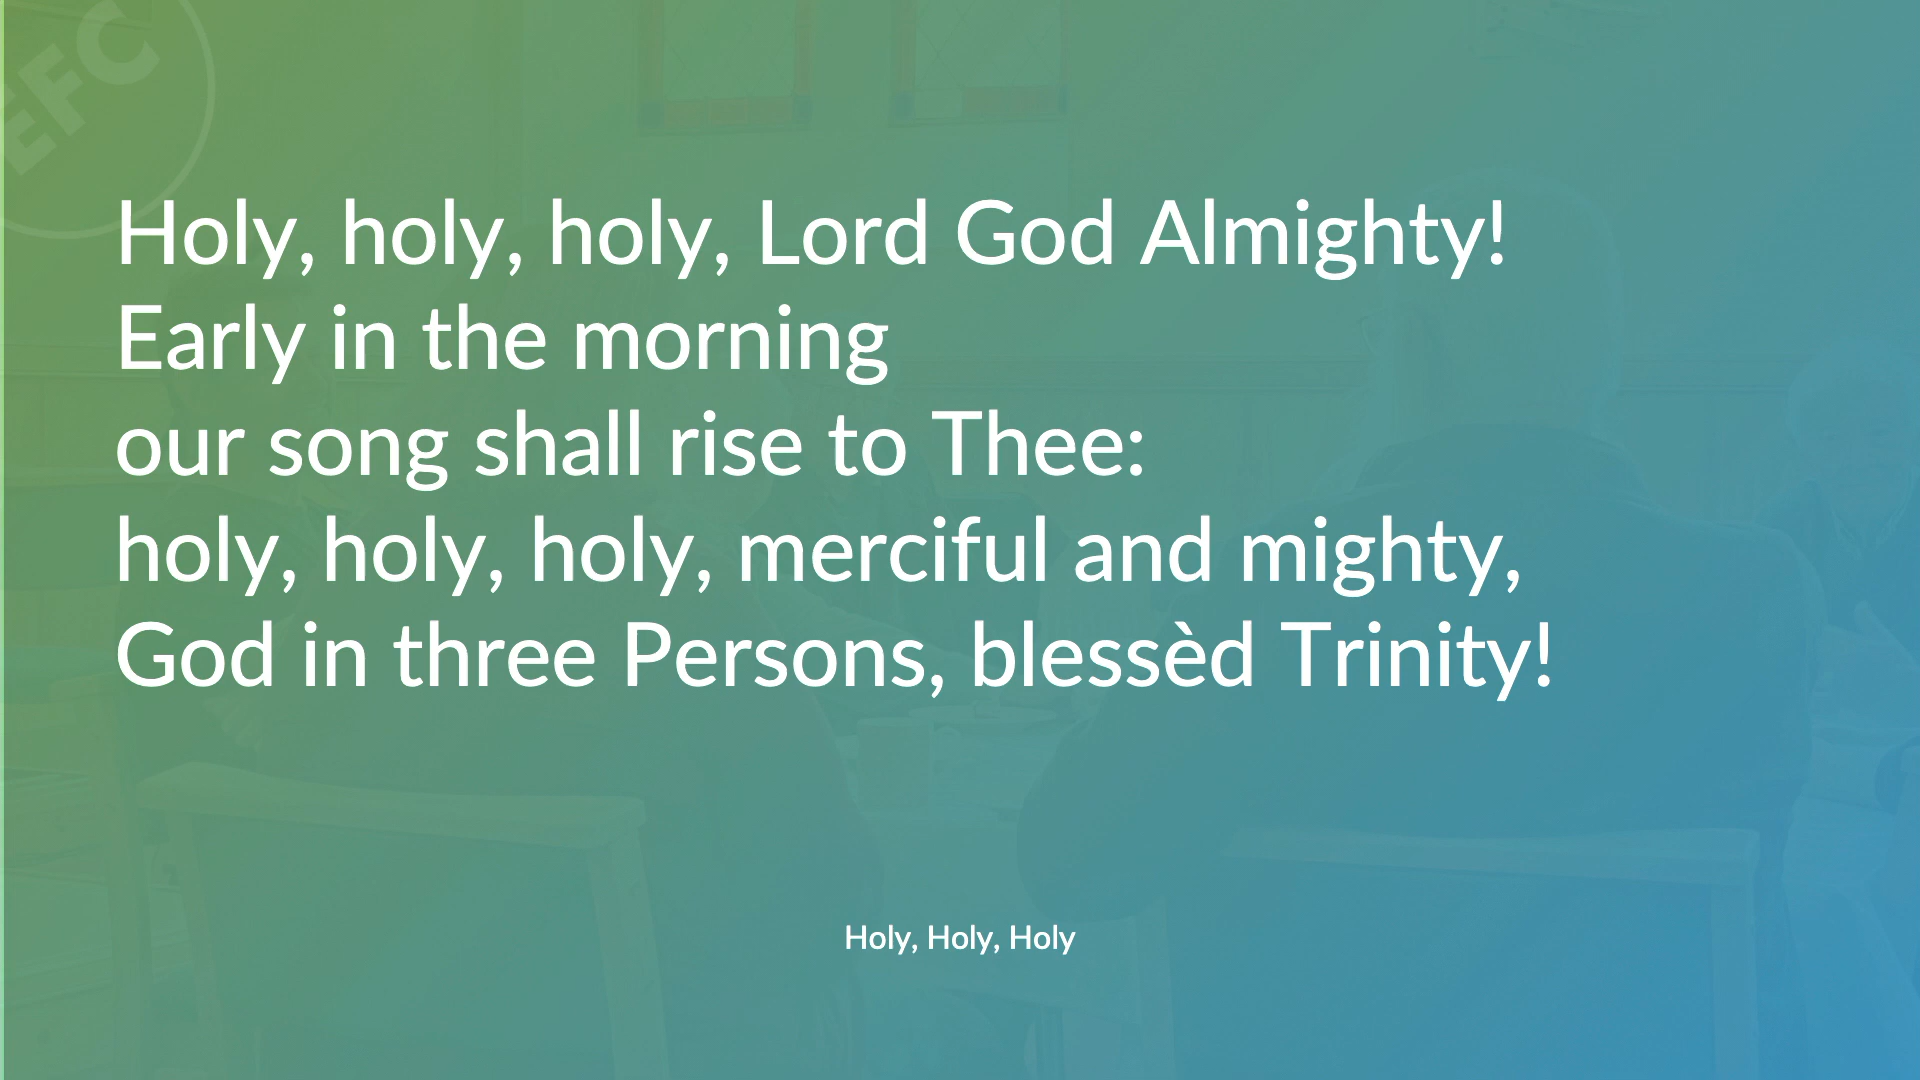 EFC
Holy, holy, holy, Lord God Almighty!
Early in the morning
our song shall rise to Thee:
holy, holy, holy, merciful and mighty,
God in three Persons, blessèd Trinity!
Holy, Holy, Holy